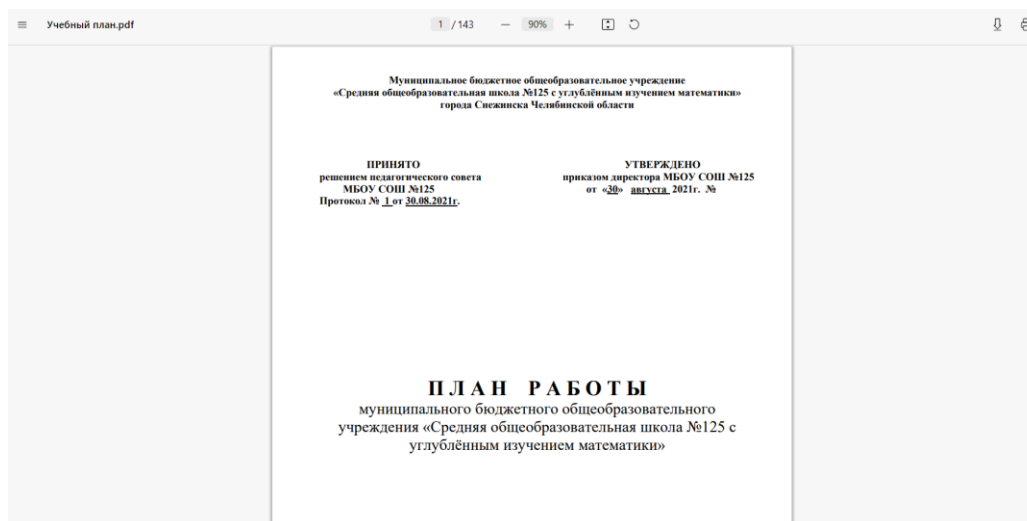 Учебный план.pdf
1 / 143 — 90% +
Муниципальное бюджетное общеобразовательное учреждение
«Средняя общеобразовательная школа №125 с углублённым изучением математики»
города Снежинска Челябинской области
ПРИНЯТО
решением педагогического совета
МБОУ СОШ №125
Протокол № 1 от 30.08.2021г.
УТВЕРЖДЕНО
приказом директора МБОУ СОШ №125
от «30» августа 2021г. №
ПЛАН РАБОТЫ
муниципального бюджетного общеобразовательного
учреждения «Средняя общеобразовательная школа №125 с
углублённым изучением математики»